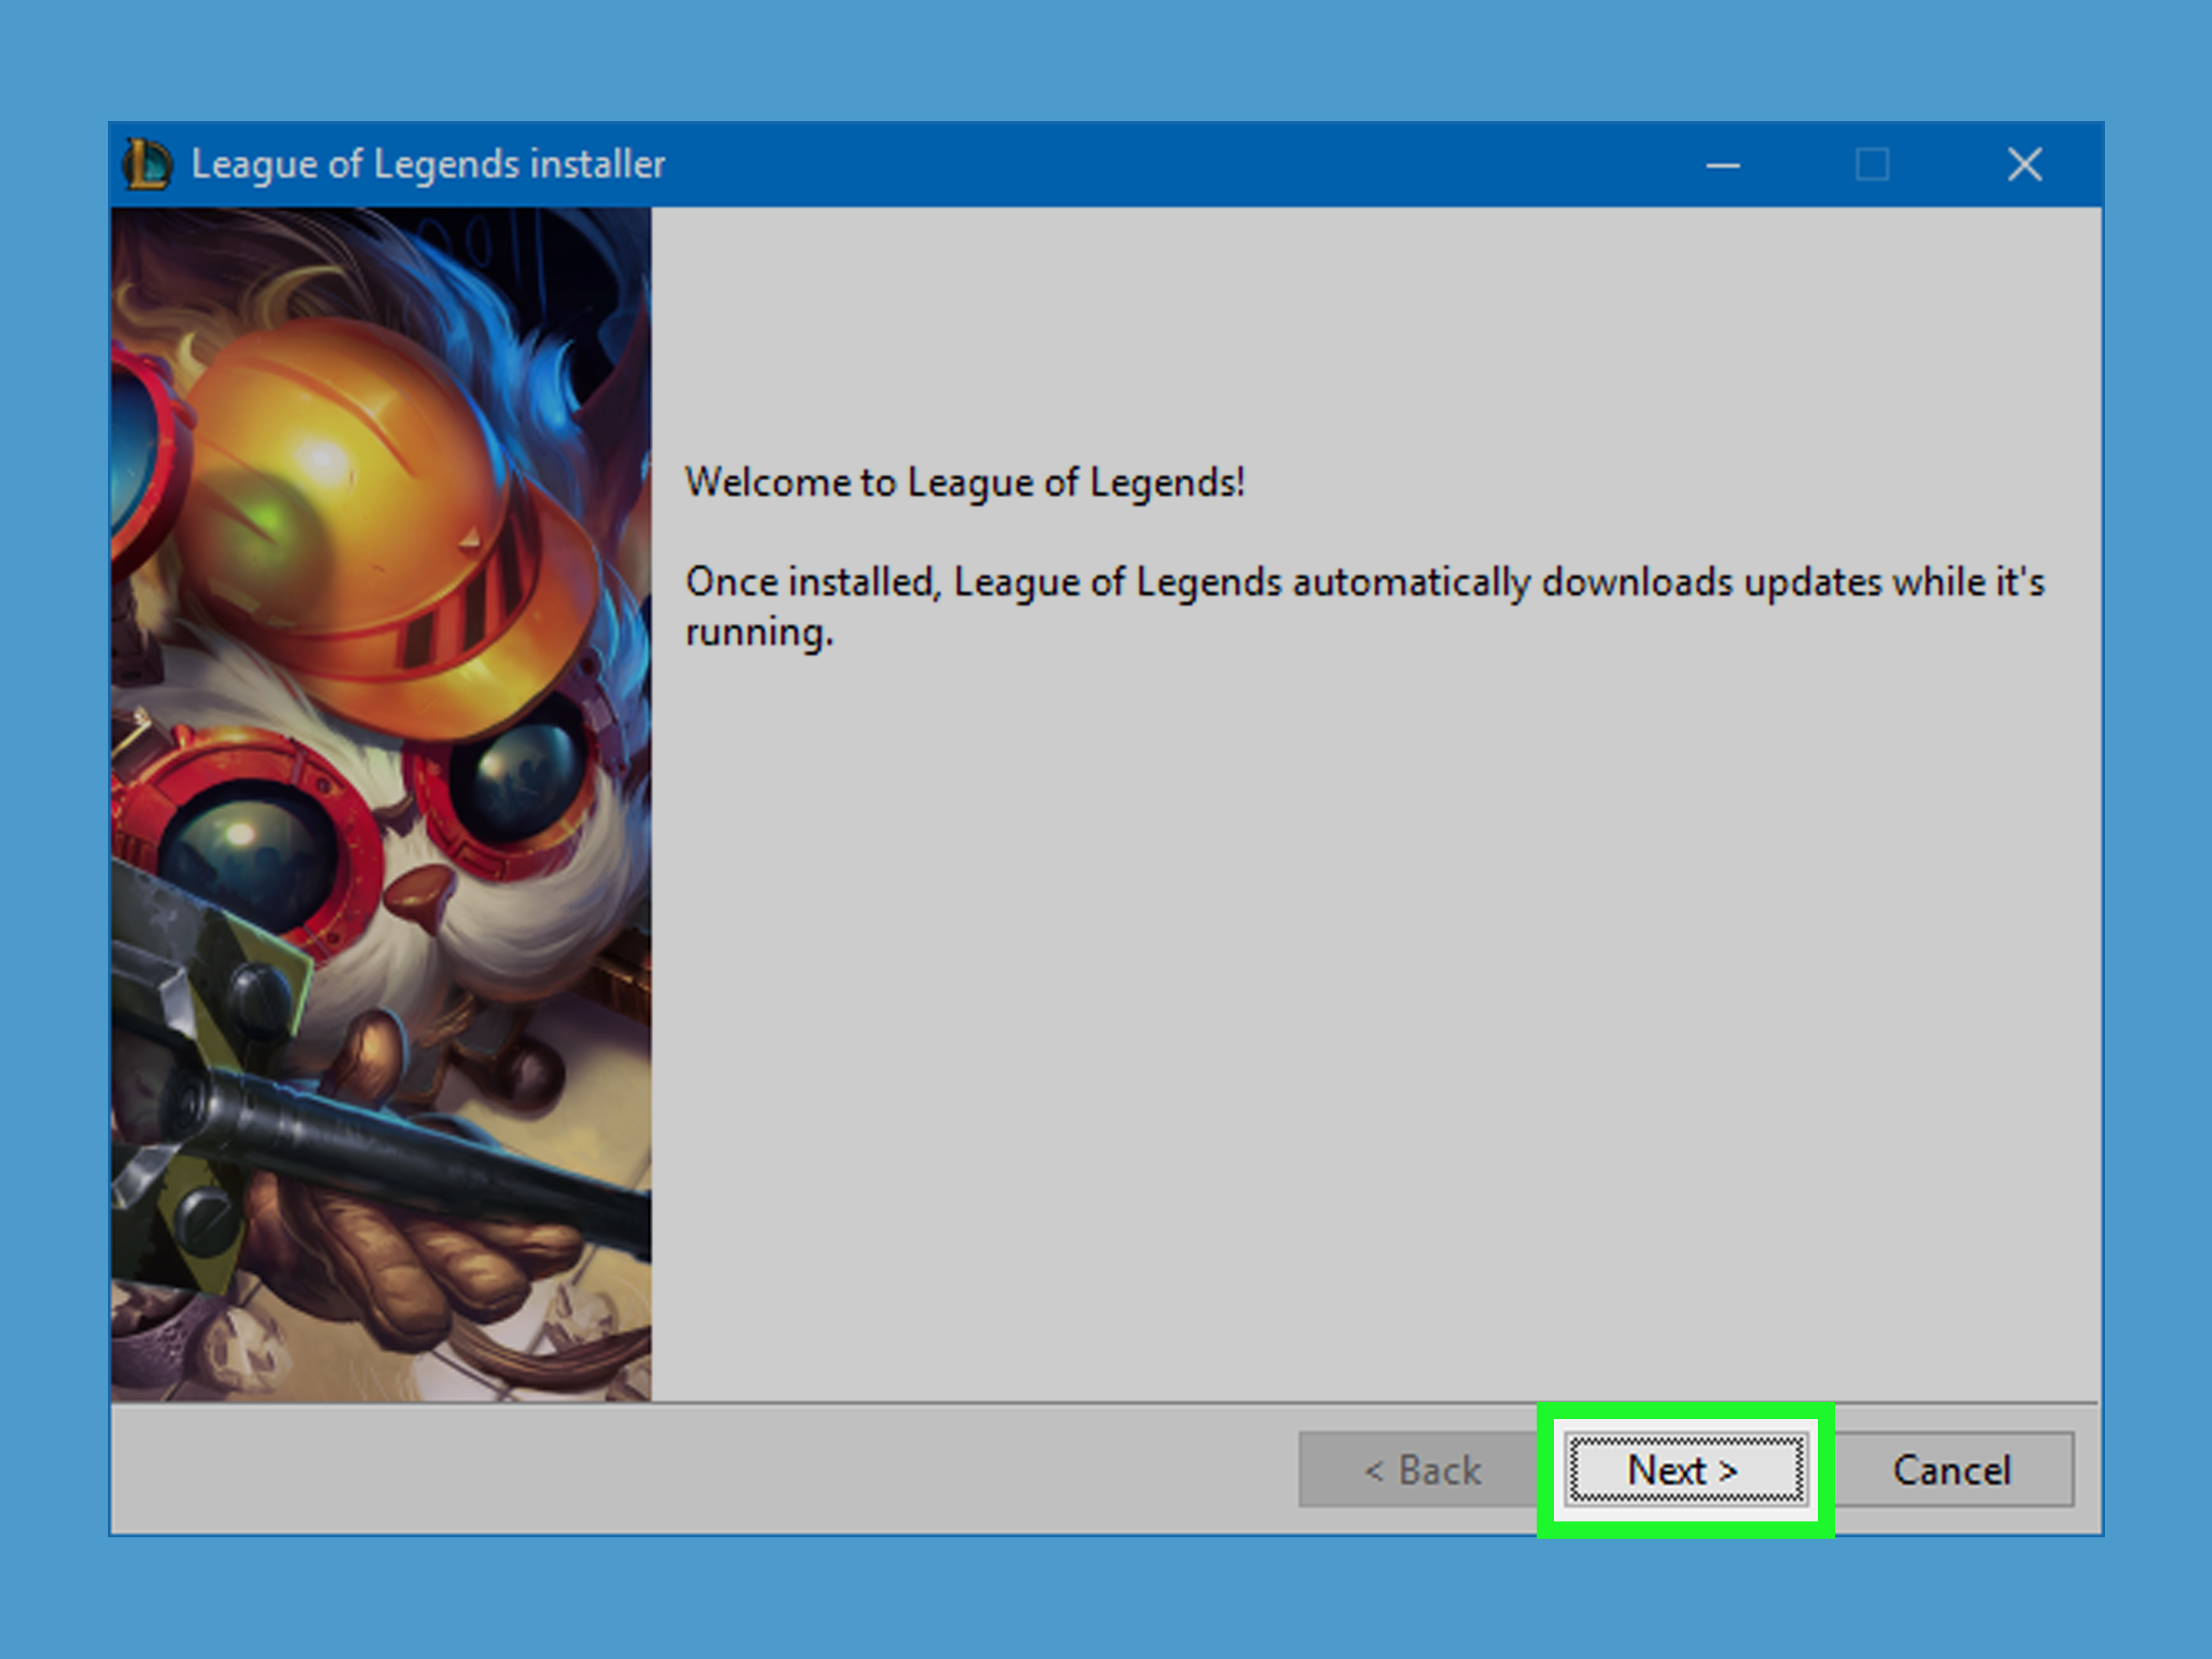 League of Legends installer
Welcome to League of Legends!
Once installed, League of Legends automatically downloads updates while it's
running.
< Back
Next >
Cancel